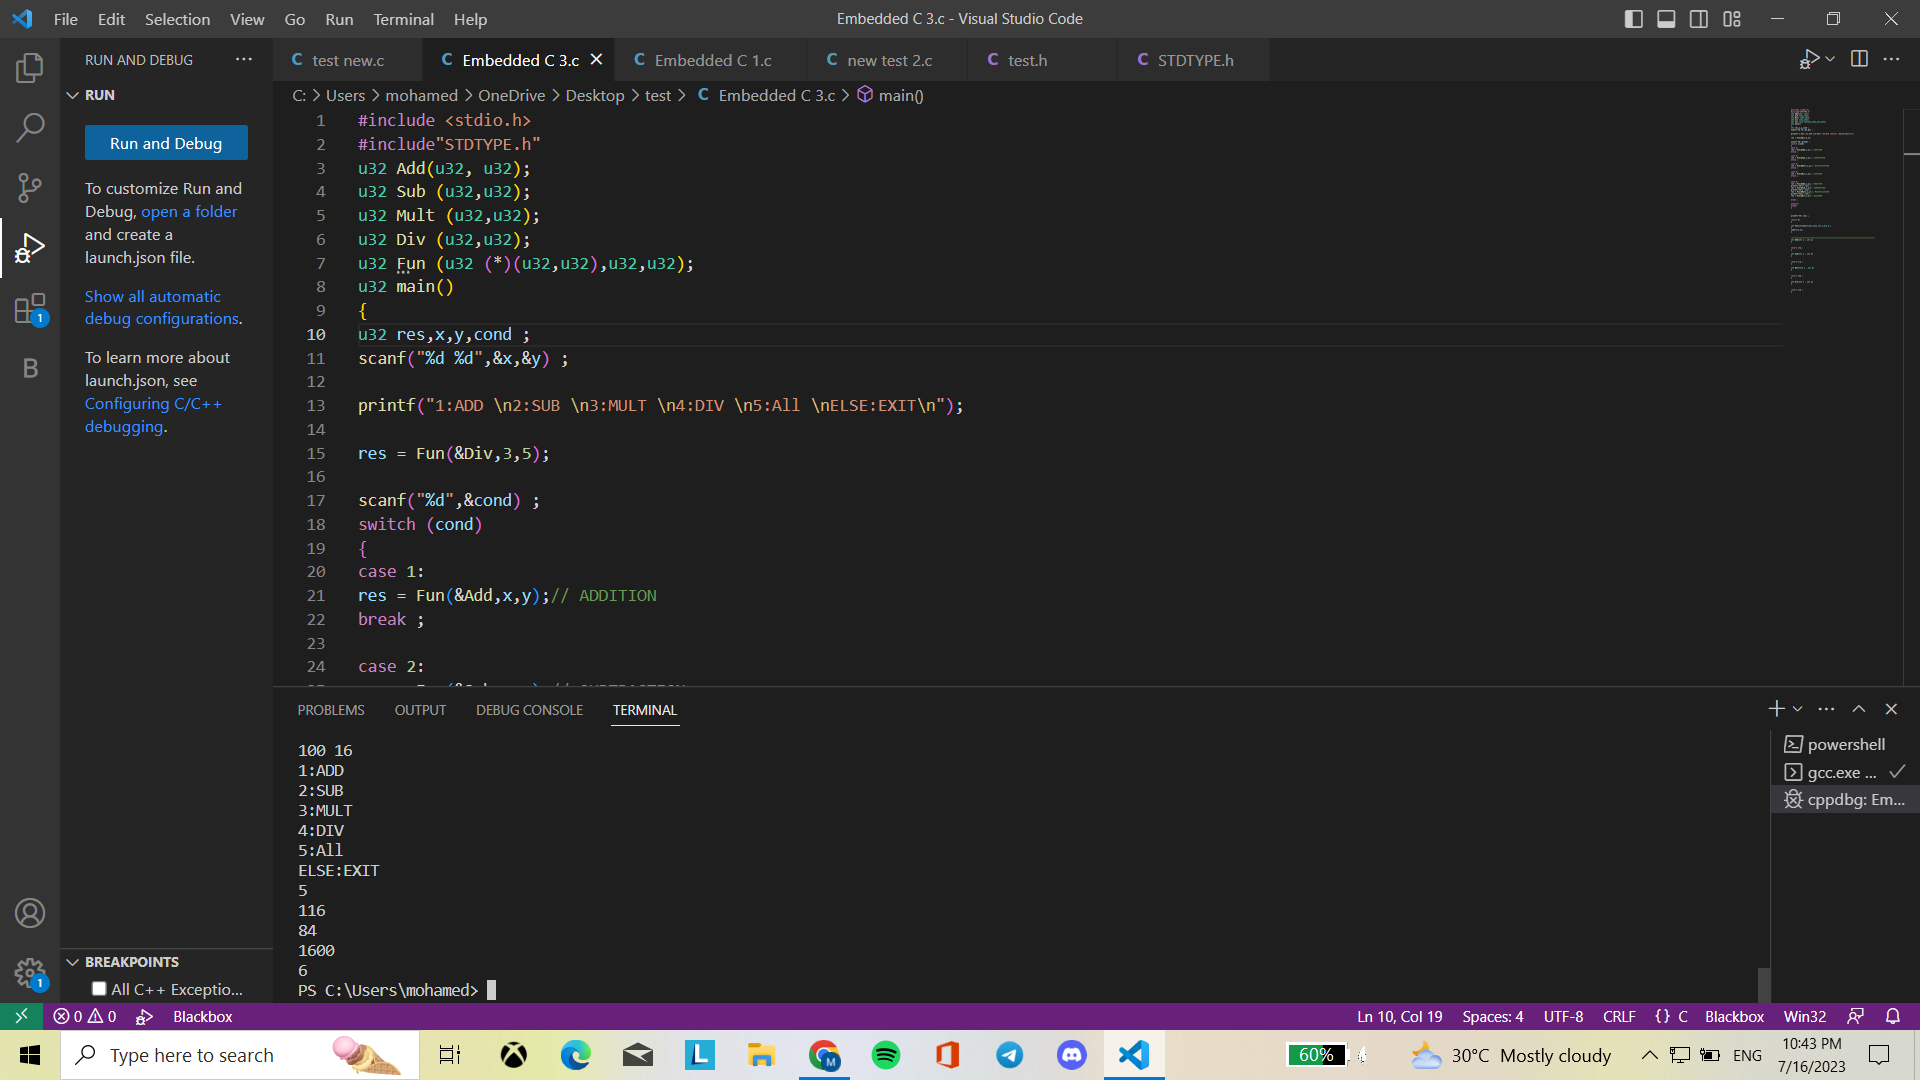 File Edit Selection View Go Run Terminal Help
Embedded C 3.c - Visual Studio Code
RUN AND DEBUG
RUN
Run and Debug
To customize Run and
Debug, open a folder
and create a
launch.json file.
Show all automatic
debug configurations.
To learn more about
launch.json, see
Configuring C/C++
debugging.
BREAKPOINTS
All C++ Exceptio...
C test new.c
C Embedded C 3.c
C Embedded C 1.c
C new test 2.c
C test.h
C STDTYPE.h
C: > Users > mohamed > OneDrive > Desktop > test > C Embedded C 3.c > main()
1 #include <stdio.h>
2 #include"STDTYPE.h"
3 u32 Add(u32, u32);
4 u32 Sub (u32,u32);
5 u32 Mult (u32,u32);
6 u32 Div (u32,u32);
7 u32 Fun (u32 (*)(u32,u32),u32,u32);
8 u32 main()
9 {
10 u32 res,x,y,cond ;
11 scanf("%d %d",&x,&y) ;
12
13 printf("1:ADD \n2:SUB \n3:MULT \n4:DIV \n5:All \nELSE:EXIT\n");
14
15 res = Fun(&Div,3,5);
16
17 scanf("%d",&cond) ;
18 switch (cond)
19 {
20 case 1:
21 res = Fun(&Add,x,y);// ADDITION
22 break ;
23
24 case 2:
PROBLEMS OUTPUT DEBUG CONSOLE TERMINAL
100 16
1:ADD
2:SUB
3:MULT
4:DIV
5:All
ELSE:EXIT
5
116
84
1600
6
PS C:\Users\mohamed>
powershell
gcc.exe ...
cppdbg: Em...
0 0 Blackbox
Ln 10, Col 19 Spaces: 4 UTF-8 CRLF {} C Blackbox Win32
Type here to search
60%
30°C Mostly cloudy
ENG
10:43 PM
7/16/2023